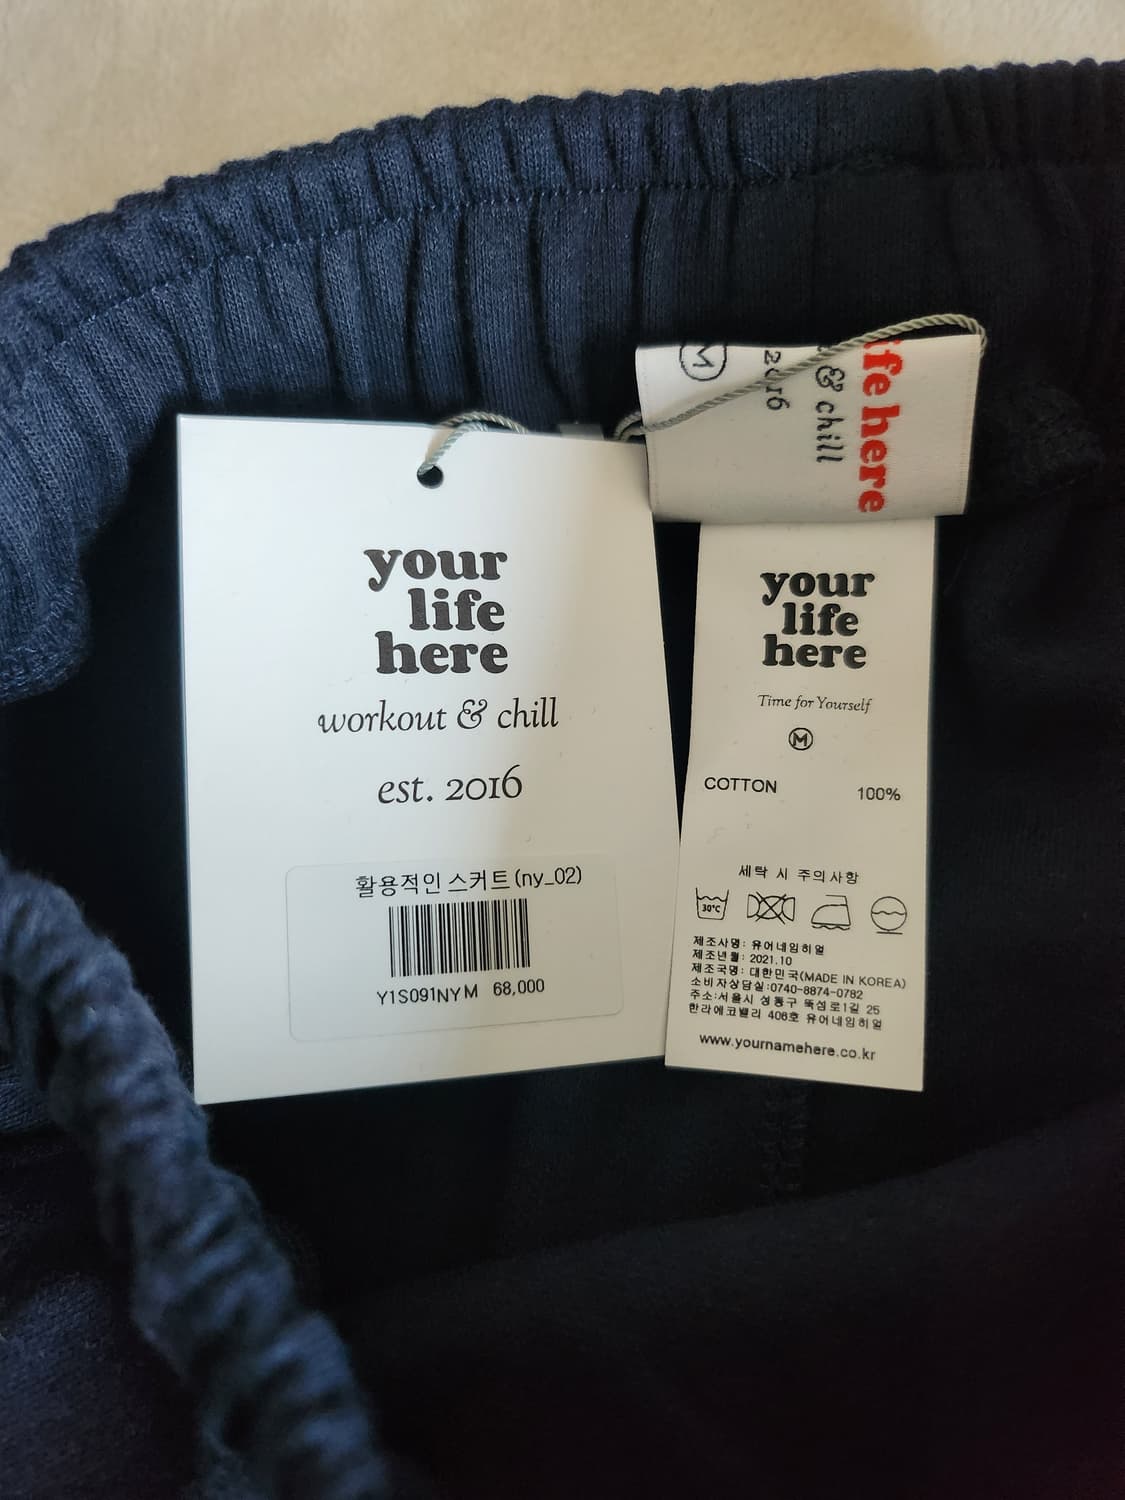 your
life
here
workout & chill
est. 2016
활용적인 스커트(ny_02)
Y1S091NYM 68,000
life here
& chill
2016
M
your
life
here
Time for Yourself
M
COTTON 100%
세탁 시 주의사항
30℃
제조사명: 유어네임히얼
제조년월: 2021.10
제조국명: 대한민국(MADE IN KOREA)
소비자상담실:0740-8874-0782
주소:서울시 성동구 뚝섬로1길 25
한라에코밸리 406호 유어네임히얼
www.yournamehere.co.kr